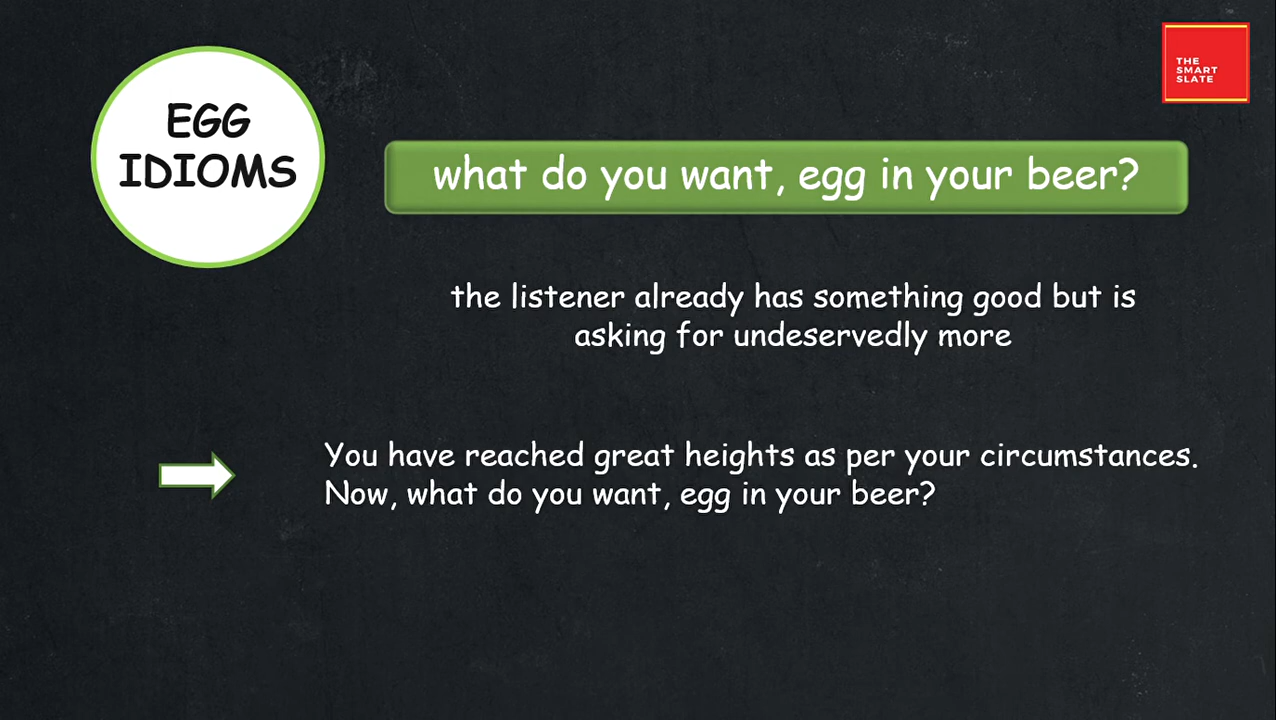 EGG
IDIOMS
THE
SMART
SLATE
what do you want, egg in your beer?
the listener already has something good but is
asking for undeservedly more
You have reached great heights as per your circumstances.
Now, what do you want, egg in your beer?